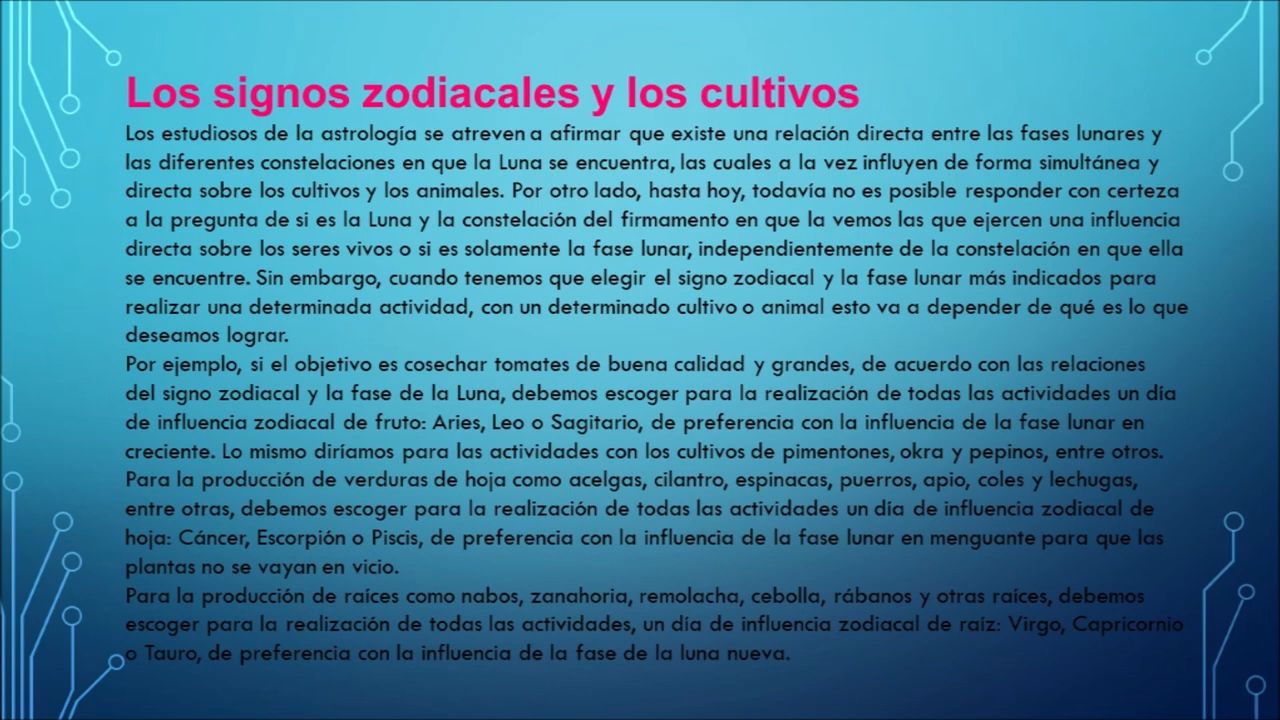 Los signos zodiacales y los cultivos
Los estudiosos de la astrología se atreven a afirmar que existe una relación directa entre las fases lunares y
las diferentes constelaciones en que la Luna se encuentra, las cuales a la vez influyen de forma simultánea y
directa sobre los cultivos y los animales. Por otro lado, hasta hoy, todavía no es posible responder con certeza
a la pregunta de si es la Luna y la constelación del firmamento en que la vemos las que ejercen una influencia
directa sobre los seres vivos o si es solamente la fase lunar, independientemente de la constelación en que ella
se encuentre. Sin embargo, cuando tenemos que elegir el signo zodiacal y la fase lunar más indicados para
realizar una determinada actividad, con un determinado cultivo o animal esto va a depender de qué es lo que
deseamos lograr.
Por ejemplo, si el objetivo es cosechar tomates de buena calidad y grandes, de acuerdo con las relaciones
del signo zodiacal y la fase de la Luna, debemos escoger para la realización de todas las actividades un día
de influencia zodiacal de fruto: Aries, Leo o Sagitario, de preferencia con la influencia de la fase lunar en
creciente. Lo mismo diríamos para las actividades con los cultivos de pimentones, okra y pepinos, entre otros.
Para la producción de verduras de hoja como acelgas, cilantro, espinacas, puerros, apio, coles y lechugas,
entre otras, debemos escoger para la realización de todas las actividades un día de influencia zodiacal de
hoja: Cáncer, Escorpión o Piscis, de preferencia con la influencia de la fase lunar en menguante para que las
plantas no se vayan en vicio.
Para la producción de raíces como nabos, zanahoria, remolacha, cebolla, rábanos y otras raíces, debemos
escoger para la realización de todas las actividades, un día de influencia zodiacal de raíz: Virgo, Capricornio
o Tauro, de preferencia con la influencia de la fase de la luna nueva.